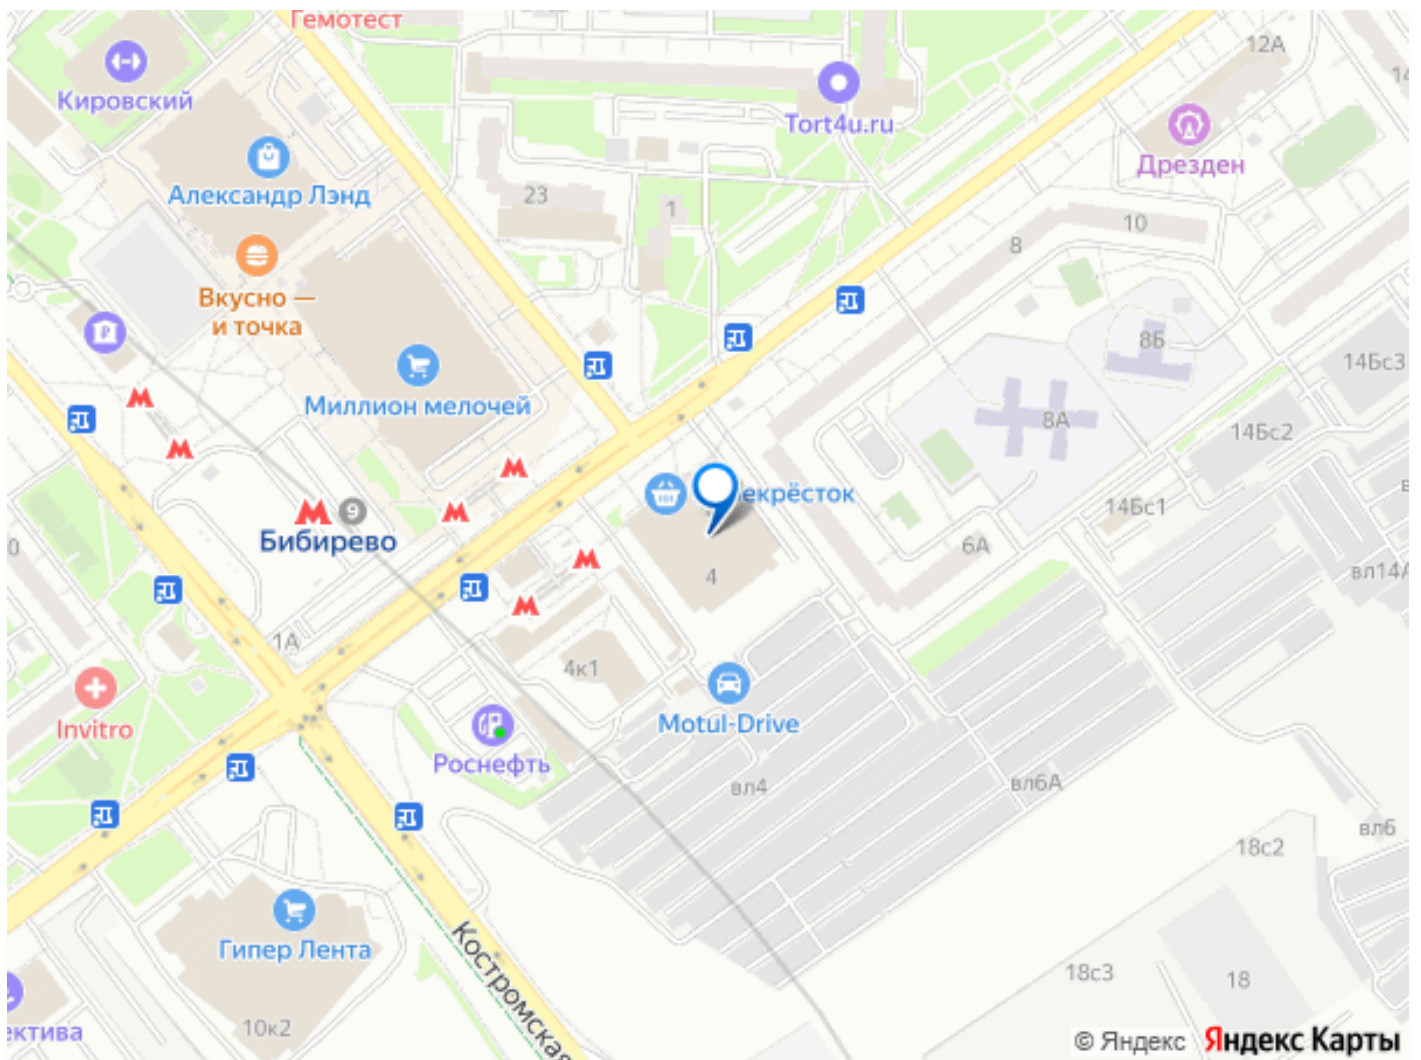 Гемотест
12А
Кировский
Tort4u.ru
Дрезден
Александр Лэнд
23
1
10
8
Вкусно —
и точка
8Б
14Бс3
Миллион мелочей
8А
14Бс2
екрёсток
14Бс1
9
Бибирево
6А
4
вл14А
1А
4к1
Invitro
Motul-Drive
Роснефть
вл4
вл6А
вл6
18с2
Гипер Лента
Костромская
18с3
18
10к2
ектива
© Яндекс Яндекс Карты